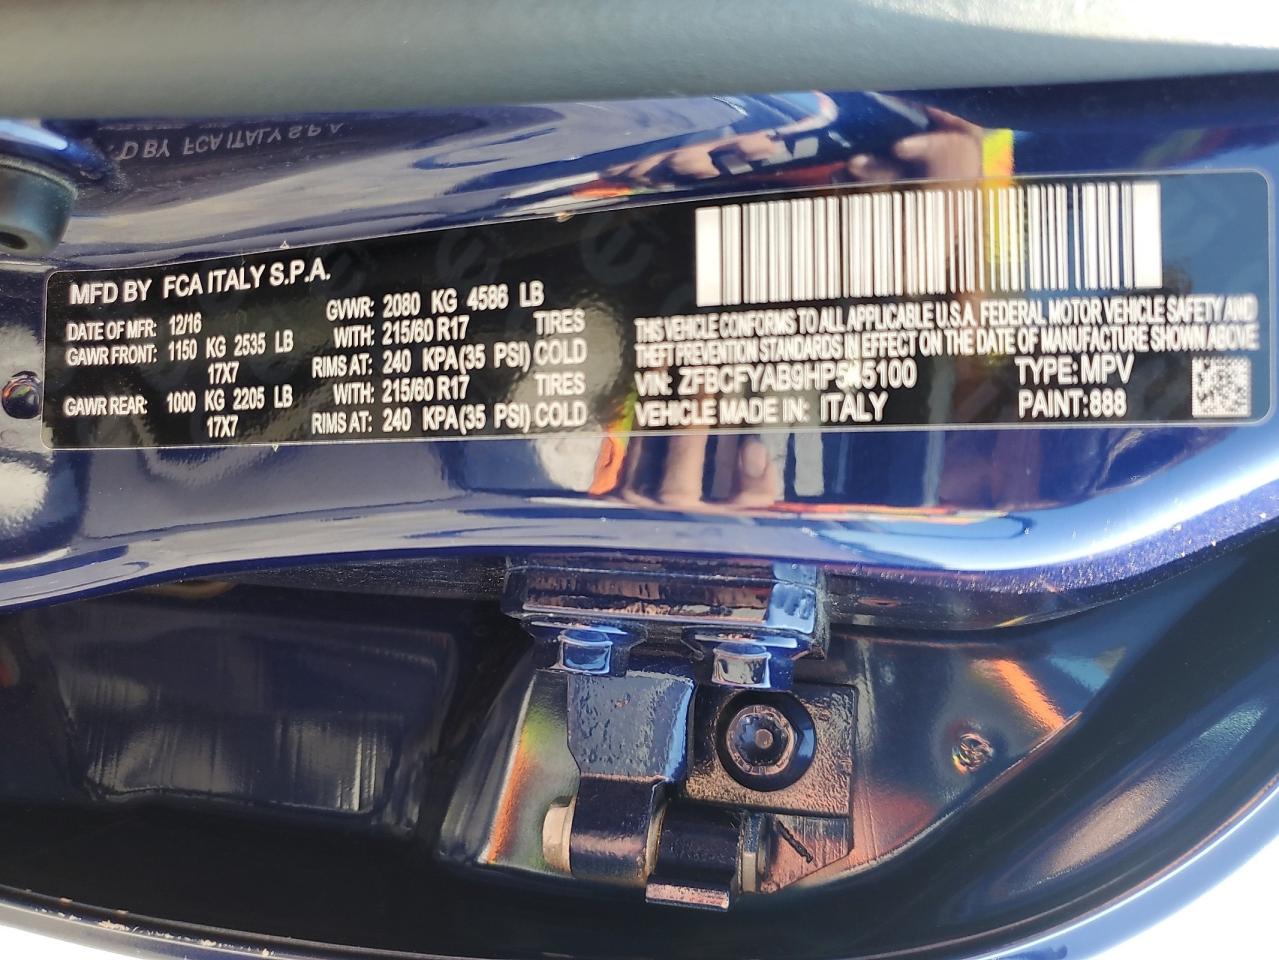 MFD BY FCA ITALY S.P.A.
DATE OF MFR: 12/16 GVWR: 2080 KG 4586 LB
GAWR FRONT: 1150 KG 2535 LB WITH: 215/60 R17 TIRES
17X7 RIMS AT: 240 KPA(35 PSI) COLD
GAWR REAR: 1000 KG 2205 LB WITH: 215/60 R17 TIRES
17X7 RIMS AT: 240 KPA(35 PSI) COLD
THIS VEHICLE CONFORMS TO ALL APPLICABLE U.S.A. FEDERAL MOTOR VEHICLE SAFETY AND
THEFT PREVENTION STANDARDS IN EFFECT ON THE DATE OF MANUFACTURE SHOWN ABOVE
VIN: TYPE: MPV
VEHICLE MADE IN: ITALY PAINT:888